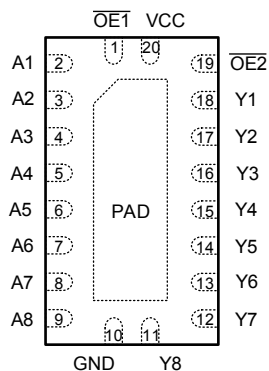 OE1 VCC
1 20
A1 2 19 OE2
A2 3 18 Y1
A3 4 17 Y2
A4 5 16 Y3
A5 6 PAD 15 Y4
A6 7 14 Y5
A7 8 13 Y6
A8 9 12 Y7
10 11
GND Y8